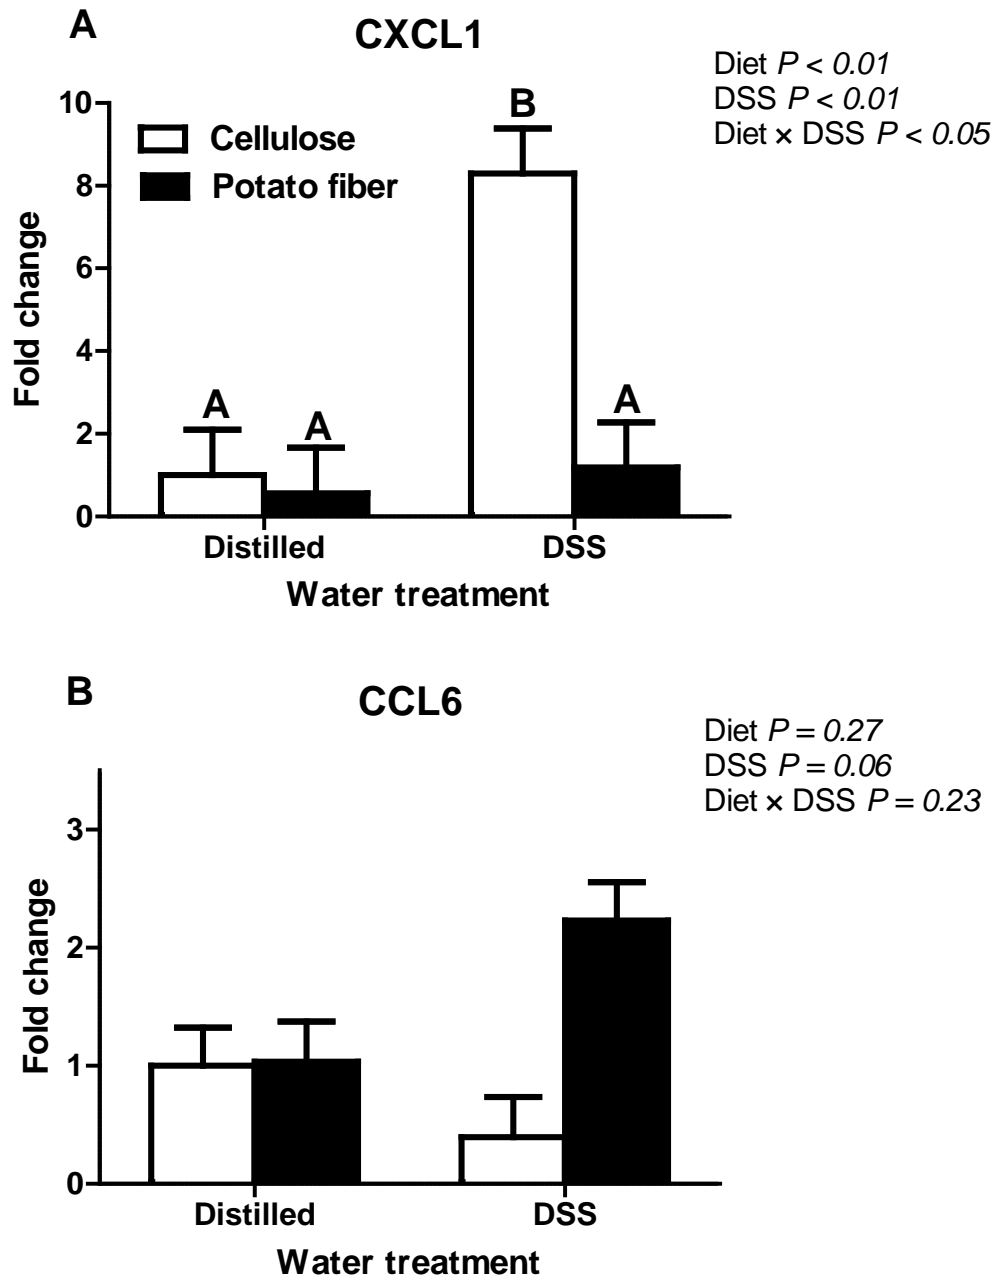 A
CXCL1
Diet P < 0.01
DSS P < 0.01
Diet × DSS P < 0.05
10
8
6
4
2
0
Fold change
Cellulose
Potato fiber
A
A
B
A
Distilled
DSS
Water treatment
B
CCL6
Diet P = 0.27
DSS P = 0.06
Diet × DSS P = 0.23
3
2
1
0
Fold change
Distilled
DSS
Water treatment